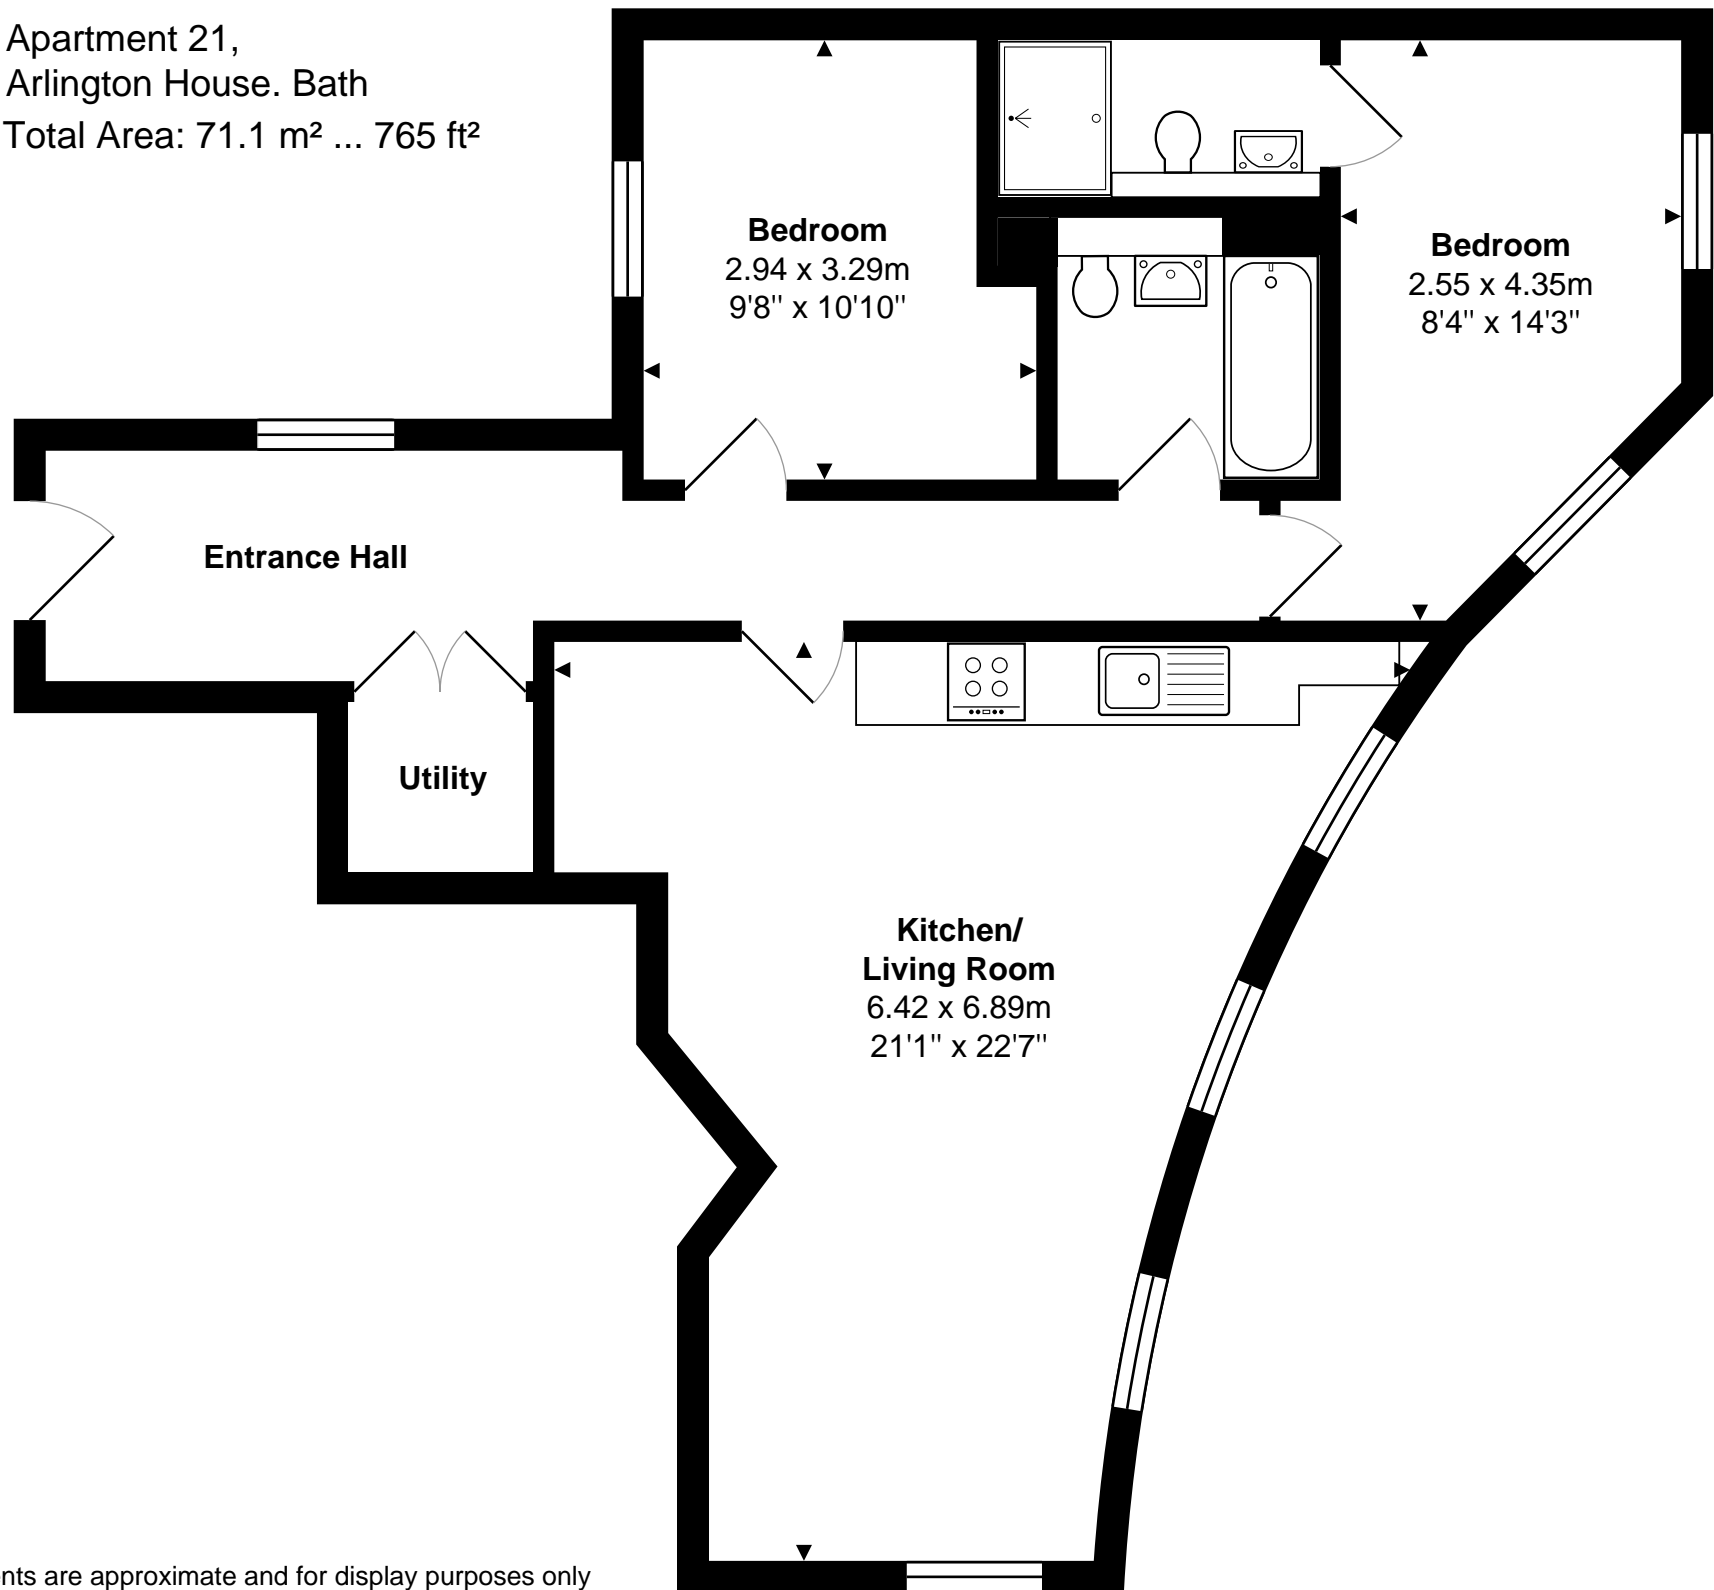 Apartment 21,
Arlington House. Bath
Total Area: 71.1 m² ... 765 ft²
Bedroom
2.94 x 3.29m
9'8" x 10'10"
Bedroom
2.55 x 4.35m
8'4" x 14'3"
Entrance Hall
Utility
Kitchen/
Living Room
6.42 x 6.89m
21'1" x 22'7"
are approximate and for display purposes only